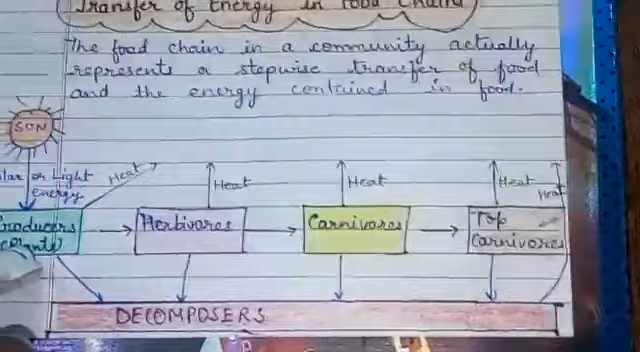 Transfer of Energy in Food Chains
The food chain in a community actually
represents a stepwise transfer of food
and the energy contained in food.
SUN
Solar or Light
energy
Heat
Heat
Heat
Heat
Heat
Producers
(Plants)
Herbivores
Carnivores
Top
Carnivores
DECOMPOSERS